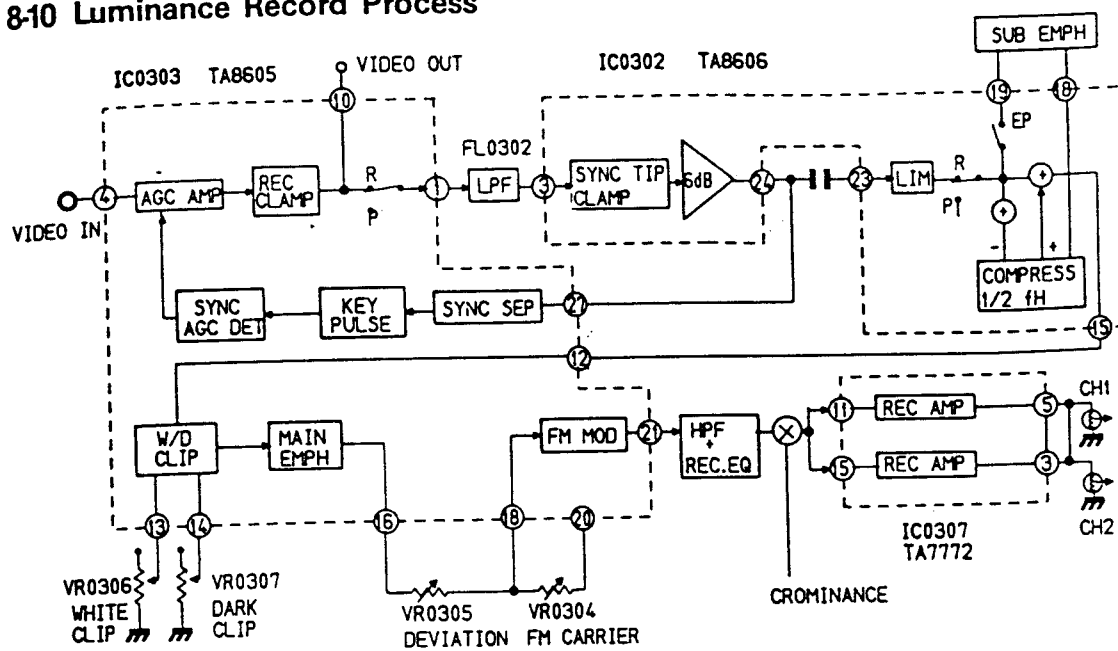 8-10 Luminance Record Process
SUB EMPH
IC0303 TA8605
VIDEO OUT
IC0302 TA8606
10
19
18
EP
FL0302
4
AGC AMP
REC
CLAMP
R
P
1
LPF
3
SYNC TIP
CLAMP
6dB
24
23
LIM
R
P
+
+
-
+
VIDEO IN
COMPRESS
1/2 fH
SYNC
AGC DET
KEY
PULSE
SYNC SEP
27
15
12
W/D
CLIP
MAIN
EMPH
FM MOD
21
HPF
+
REC.EQ
11
REC AMP
5
CH1
15
REC AMP
3
CH2
13
14
16
18
20
IC0307
TA7772
VR0306
WHITE
CLIP
VR0307
DARK
CLIP
VR0305
DEVIATION
VR0304
FM CARRIER
CROMINANCE